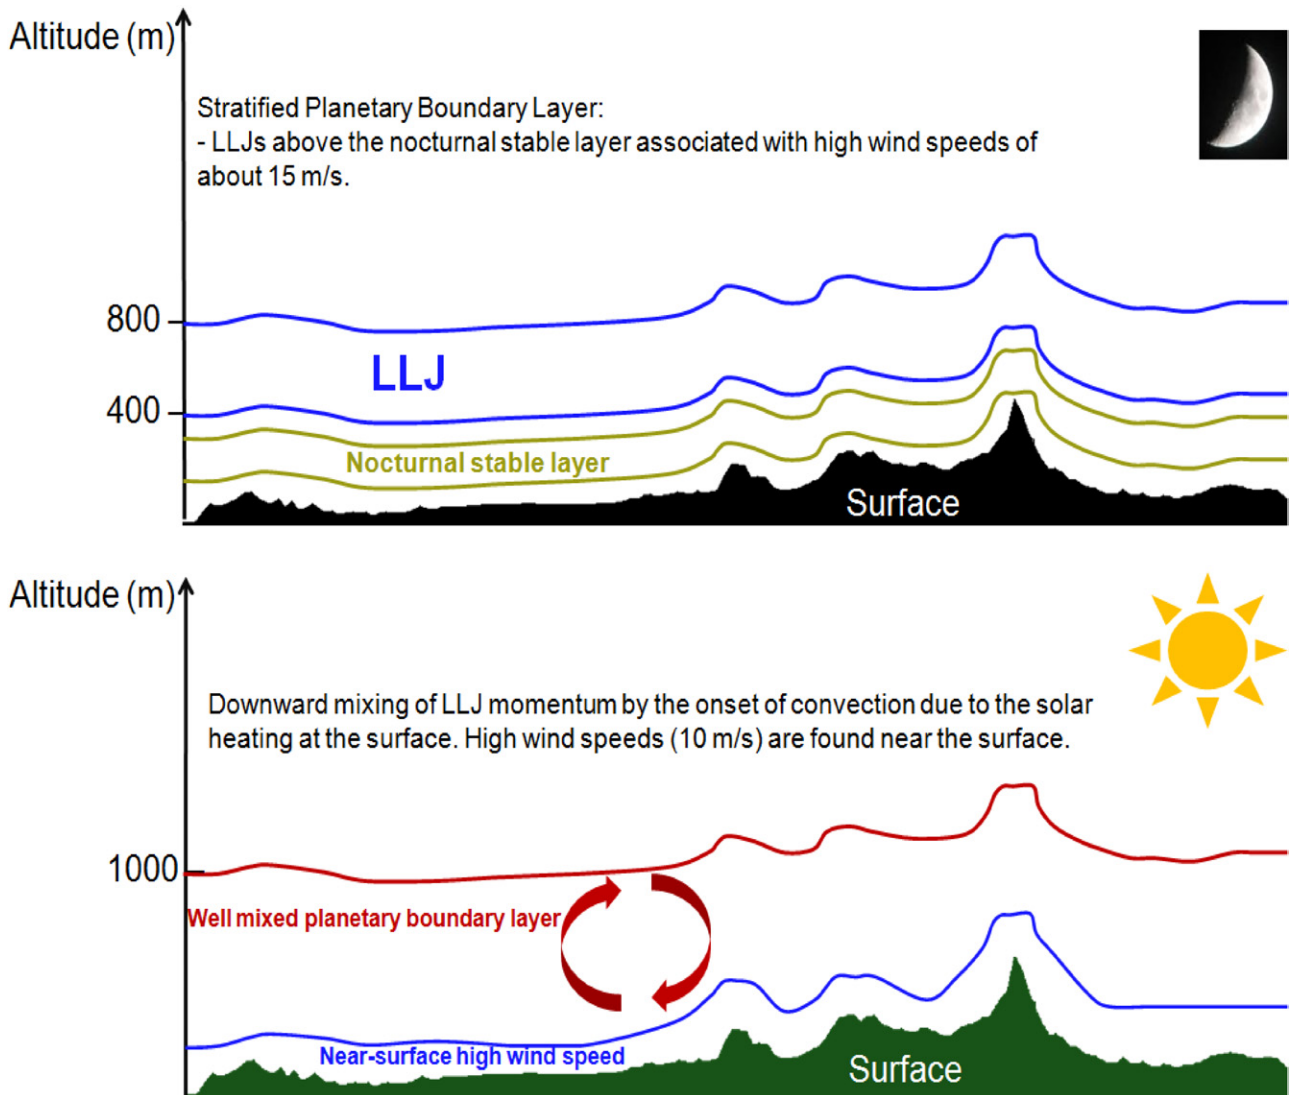 Altitude (m)
Stratified Planetary Boundary Layer:
- LLJs above the nocturnal stable layer associated with high wind speeds of
about 15 m/s.
800
LLJ
400
Nocturnal stable layer
Surface
Altitude (m)
Downward mixing of LLJ momentum by the onset of convection due to the solar
heating at the surface. High wind speeds (10 m/s) are found near the surface.
1000
Well mixed planetary boundary layer
Near-surface high wind speed
Surface